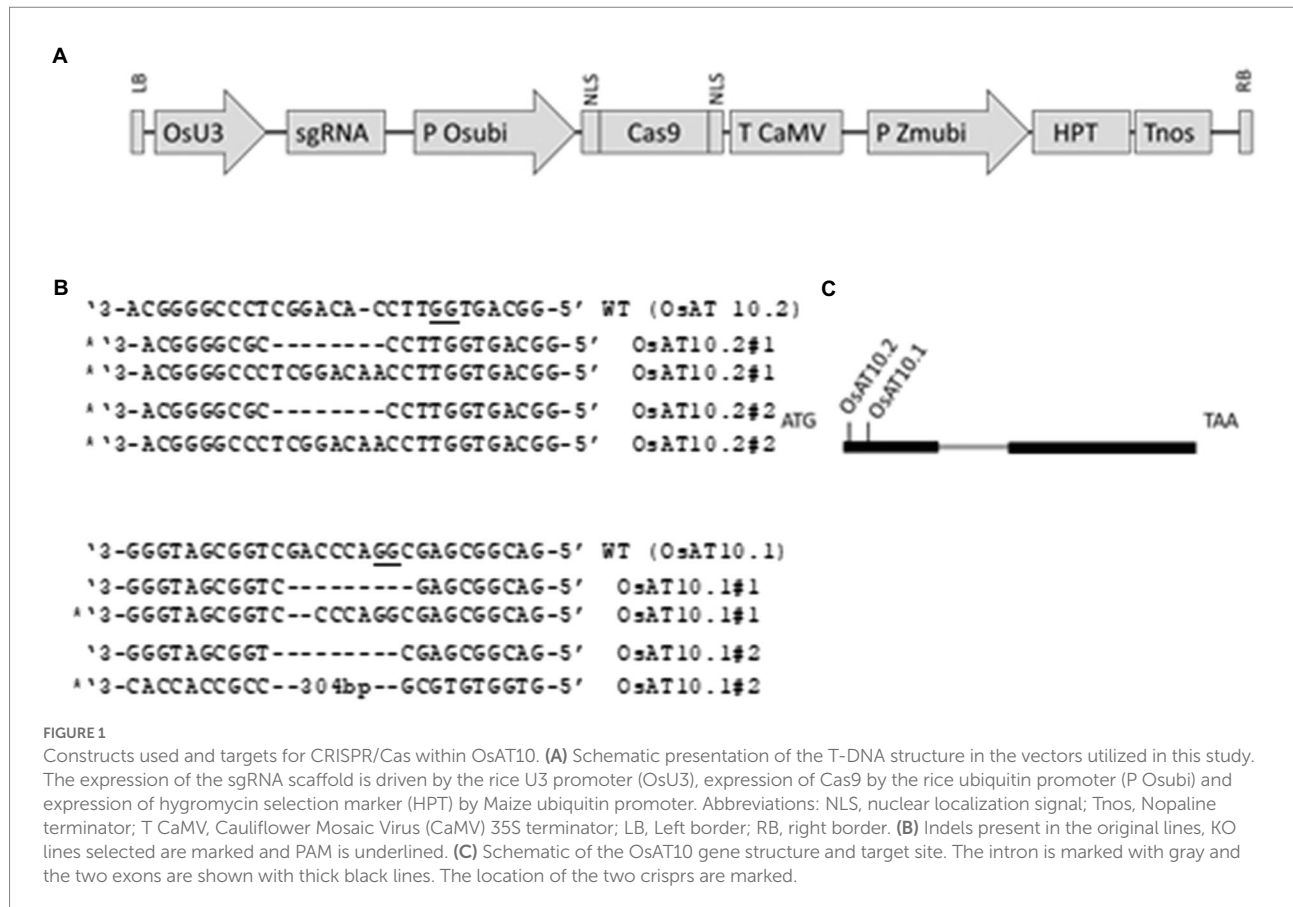 A
LB
OsU3
sgRNA
P Osubi
NLS
Cas9
NLS
T CaMV
P Zmubi
HPT
Tnos
RB
B
'3-ACGGGGCCCTCGGACA-CCTTGGTGACGG-5' WT (OsAT 10.2)
^ '3-ACGGGGCGC--------CCTTGGTGACGG-5' OsAT10.2#1
^ '3-ACGGGGCCCTCGGACAACCTTGGTGACGG-5' OsAT10.2#1
^ '3-ACGGGGCGC--------CCTTGGTGACGG-5' OsAT10.2#2
^ '3-ACGGGGCCCTCGGACAACCTTGGTGACGG-5' OsAT10.2#2
'3-GGGTAGCGGTCGACCCAGGCGAGCGGCAG-5' WT (OsAT10.1)
'3-GGGTAGCGGTC---------GAGCGGCAG-5' OsAT10.1#1
^ '3-GGGTAGCGGTC--CCCAGGCGAGCGGCAG-5' OsAT10.1#1
'3-GGGTAGCGGT---------CGAGCGGCAG-5' OsAT10.1#2
^ '3-CACCACCGCC--304bp--GCGTGTGGTG-5' OsAT10.1#2
C
OsAT10.2
OsAT10.1
ATG
TAA
FIGURE 1
Constructs used and targets for CRISPR/Cas within OsAT10. (A) Schematic presentation of the T-DNA structure in the vectors utilized in this study.
The expression of the sgRNA scaffold is driven by the rice U3 promoter (OsU3), expression of Cas9 by the rice ubiquitin promoter (P Osubi) and
expression of hygromycin selection marker (HPT) by Maize ubiquitin promoter. Abbreviations: NLS, nuclear localization signal; Tnos, Nopaline
terminator; T CaMV, Cauliflower Mosaic Virus (CaMV) 35S terminator; LB, Left border; RB, right border. (B) Indels present in the original lines, KO
lines selected are marked and PAM is underlined. (C) Schematic of the OsAT10 gene structure and target site. The intron is marked with gray and
the two exons are shown with thick black lines. The location of the two crisprs are marked.